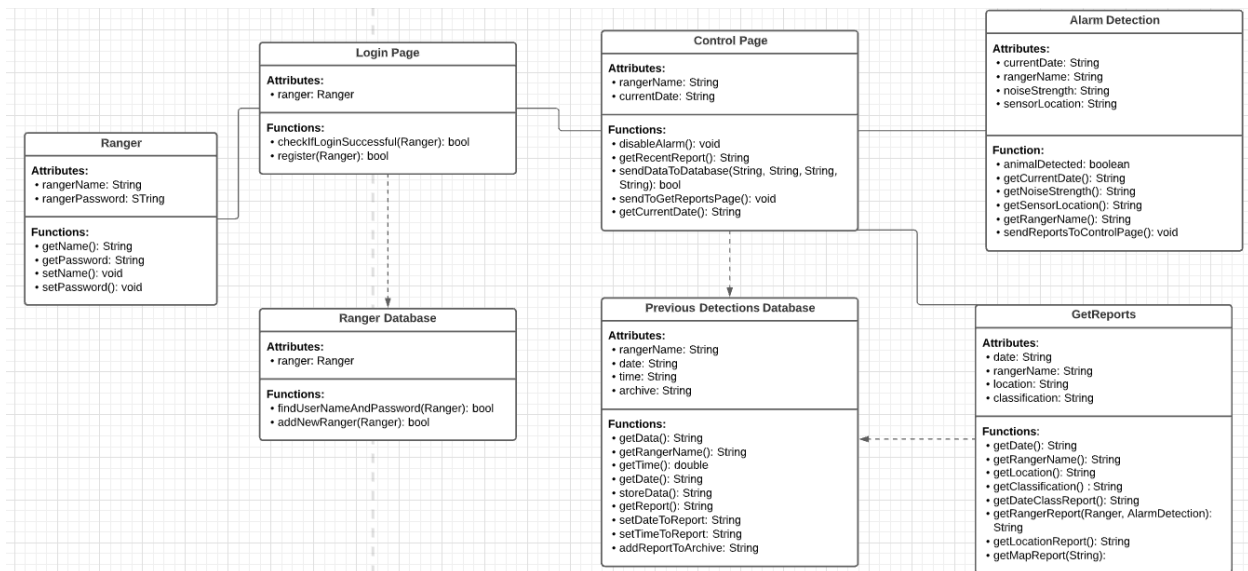 Ranger
Attributes:
• rangerName: String
• rangerPassword: STring
Functions:
• getName(): String
• getPassword: String
• setName(): void
• setPassword(): void
Login Page
Attributes:
• ranger: Ranger
Functions:
• checkIfLoginSuccessful(Ranger): bool
• register(Ranger): bool
Ranger Database
Attributes:
• ranger: Ranger
Functions:
• findUserNameAndPassword(Ranger): bool
• addNewRanger(Ranger): bool
Control Page
Attributes:
• rangerName: String
• currentDate: String
Functions:
• disableAlarm(): void
• getRecentReport(): String
• sendDataToDatabase(String, String, String,
String): bool
• sendToGetReportsPage(): void
• getCurrentDate(): String
Previous Detections Database
Attributes:
• rangerName: String
• date: String
• time: String
• archive: String
Functions:
• getData(): String
• getRangerName(): String
• getTime(): double
• getDate(): String
• storeData(): String
• getReport(): String
• setDateToReport: String
• setTimeToReport: String
• addReportToArchive: String
Alarm Detection
Attributes:
• currentDate: String
• rangerName: String
• noiseStrength: String
• sensorLocation: String
Function:
• animalDetected: boolean
• getCurrentDate(): String
• getNoiseStrength(): String
• getSensorLocation(): String
• getRangerName(): String
• sendReportsToControlPage(): void
GetReports
Attributes:
• date: String
• rangerName: String
• location: String
• classification: String
Functions:
• getDate(): String
• getRangerName(): String
• getLocation(): String
• getClassification() : String
• getDateClassReport(): String
• getRangerReport(Ranger, AlarmDetection):
String
• getLocationReport(): String
• getMapReport(String):